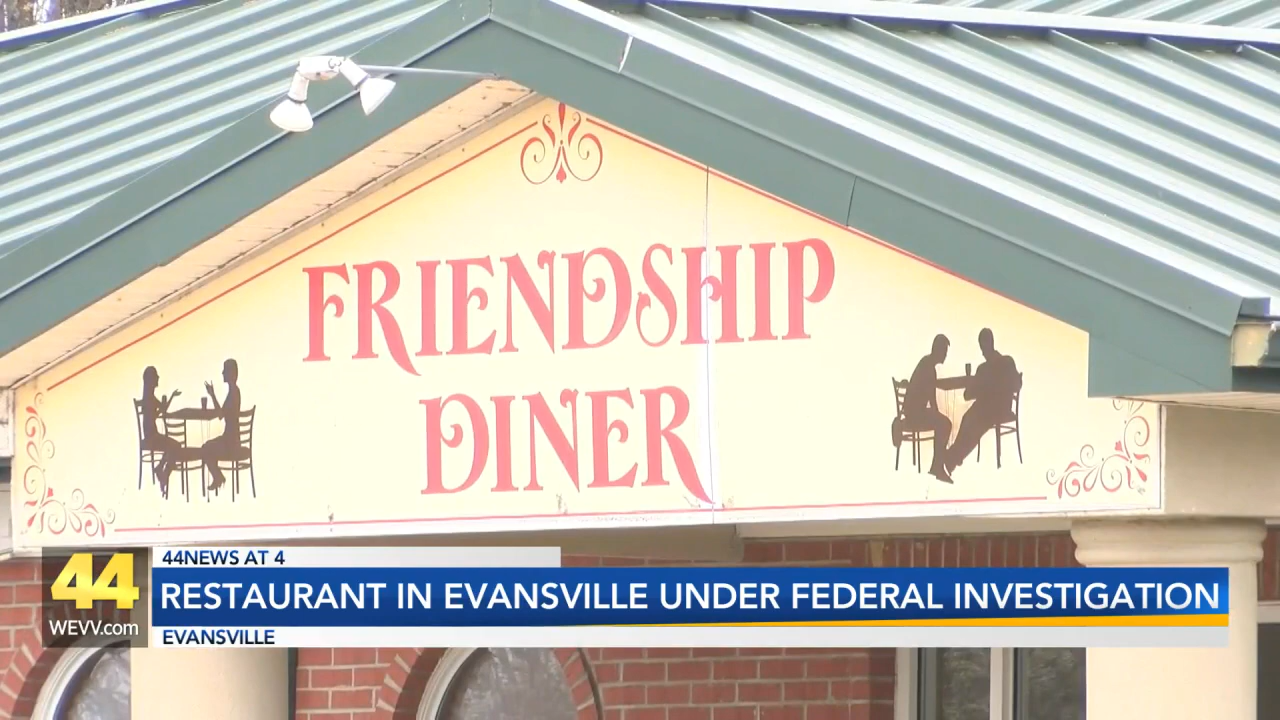 FRIENDSHIP
DINER
44NEWS AT 4
44
RESTAURANT IN EVANSVILLE UNDER FEDERAL INVESTIGATION
WEVV.com
EVANSVILLE